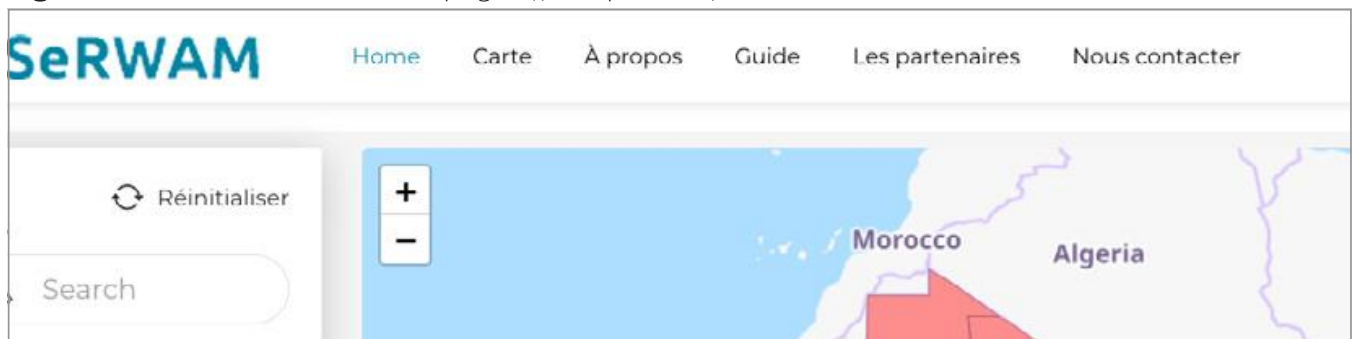 SeRWAM Home Carte À propos Guide Les partenaires Nous contacter
Réinitialiser
Search
+
−
Morocco
Algeria